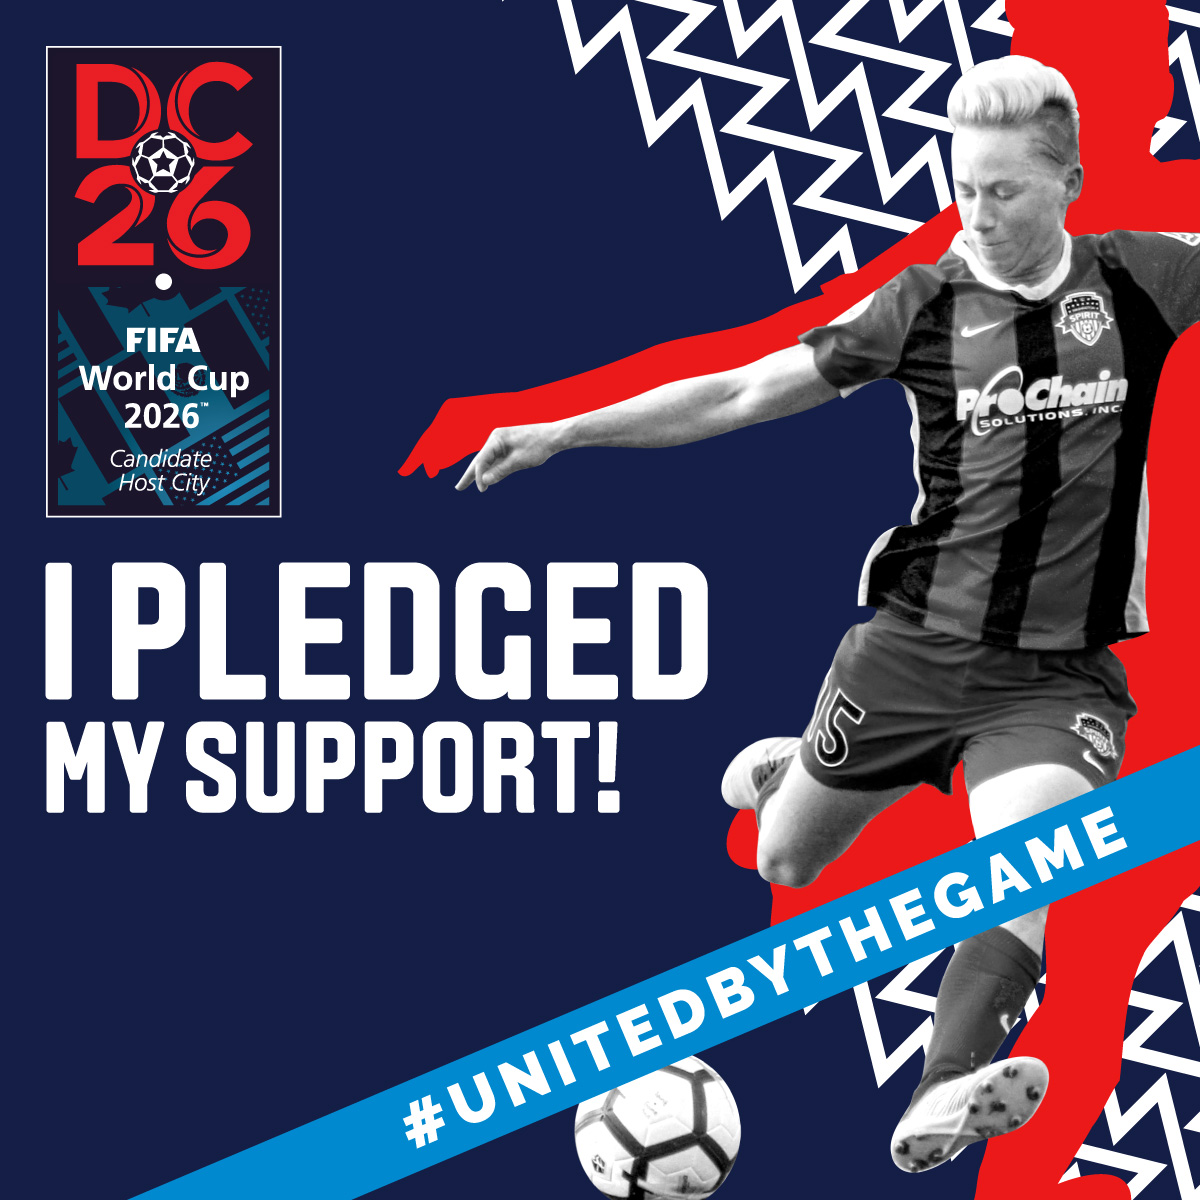 DC
26
FIFA
World Cup
2026™
Candidate
Host City
I PLEDGED
MY SUPPORT!
SPIRIT
ProChain
SOLUTIONS, INC.
15
#UNITEDBYTHEGAME